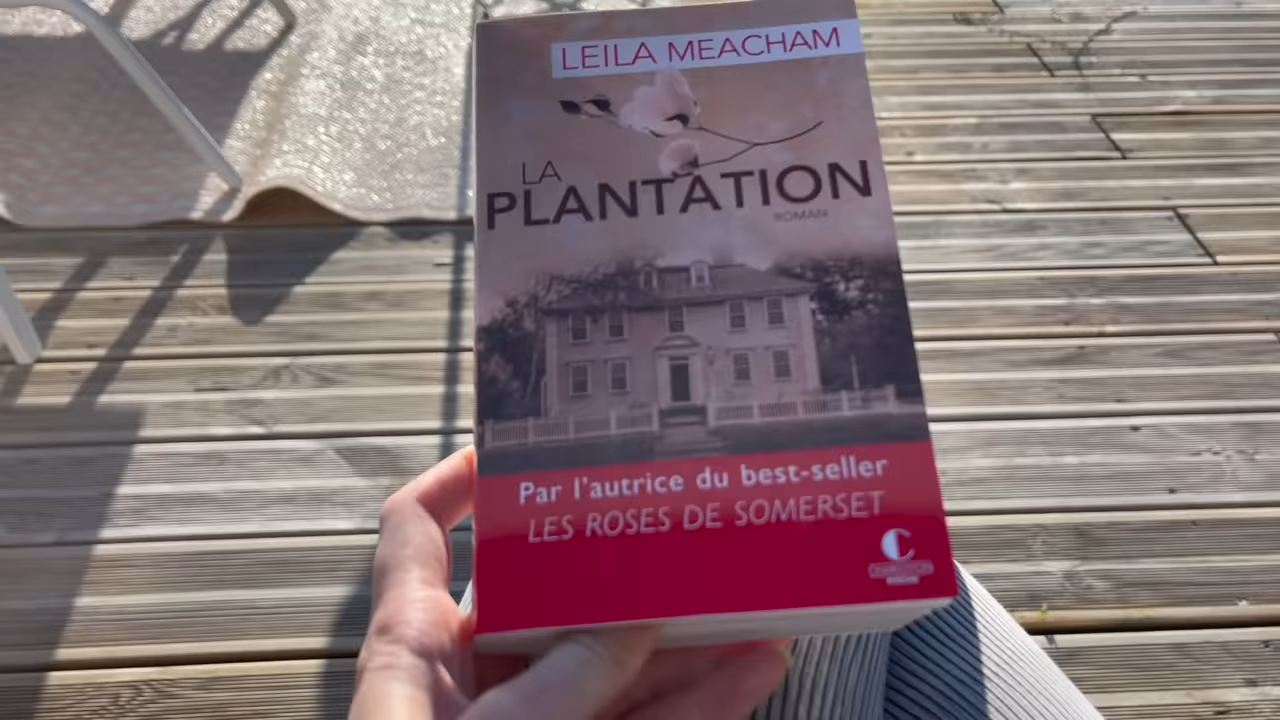 LEILA MEACHAM
LA
PLANTATION
ROMAN
Par l'autrice du best-seller
LES ROSES DE SOMERSET